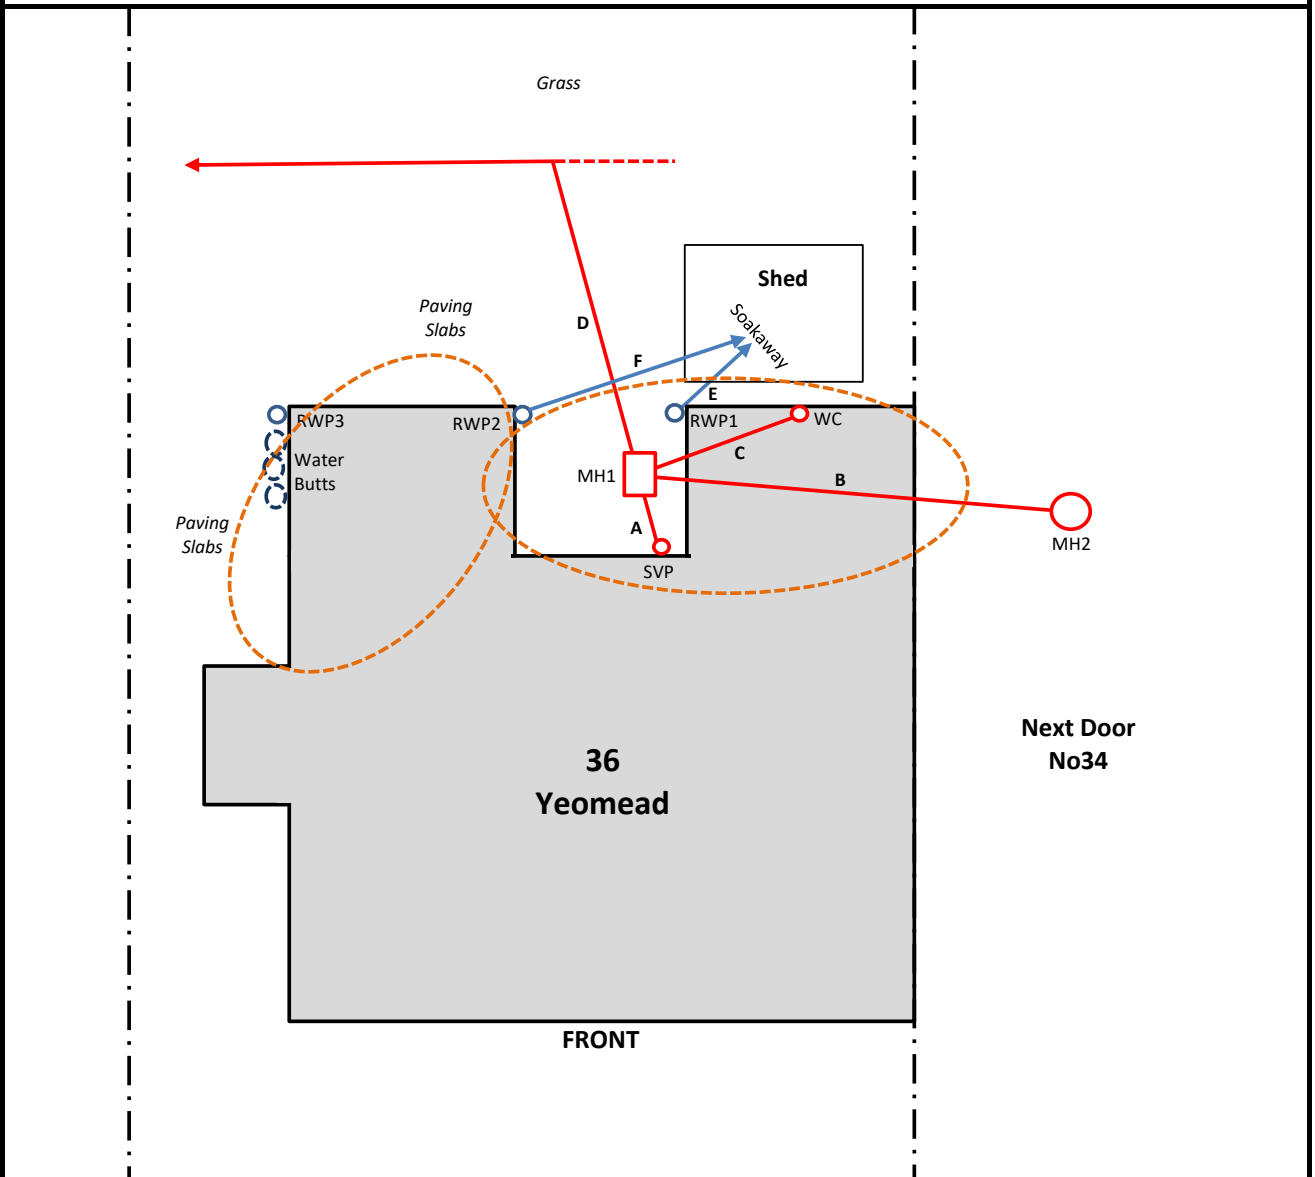 Grass
Shed
Soakaway
Paving
Slabs
D
F
E
RWP3
RWP2
RWP1
WC
Water
Butts
MH1
C
B
Paving
Slabs
A
MH2
SVP
36
Yeomead
Next Door
No34
FRONT